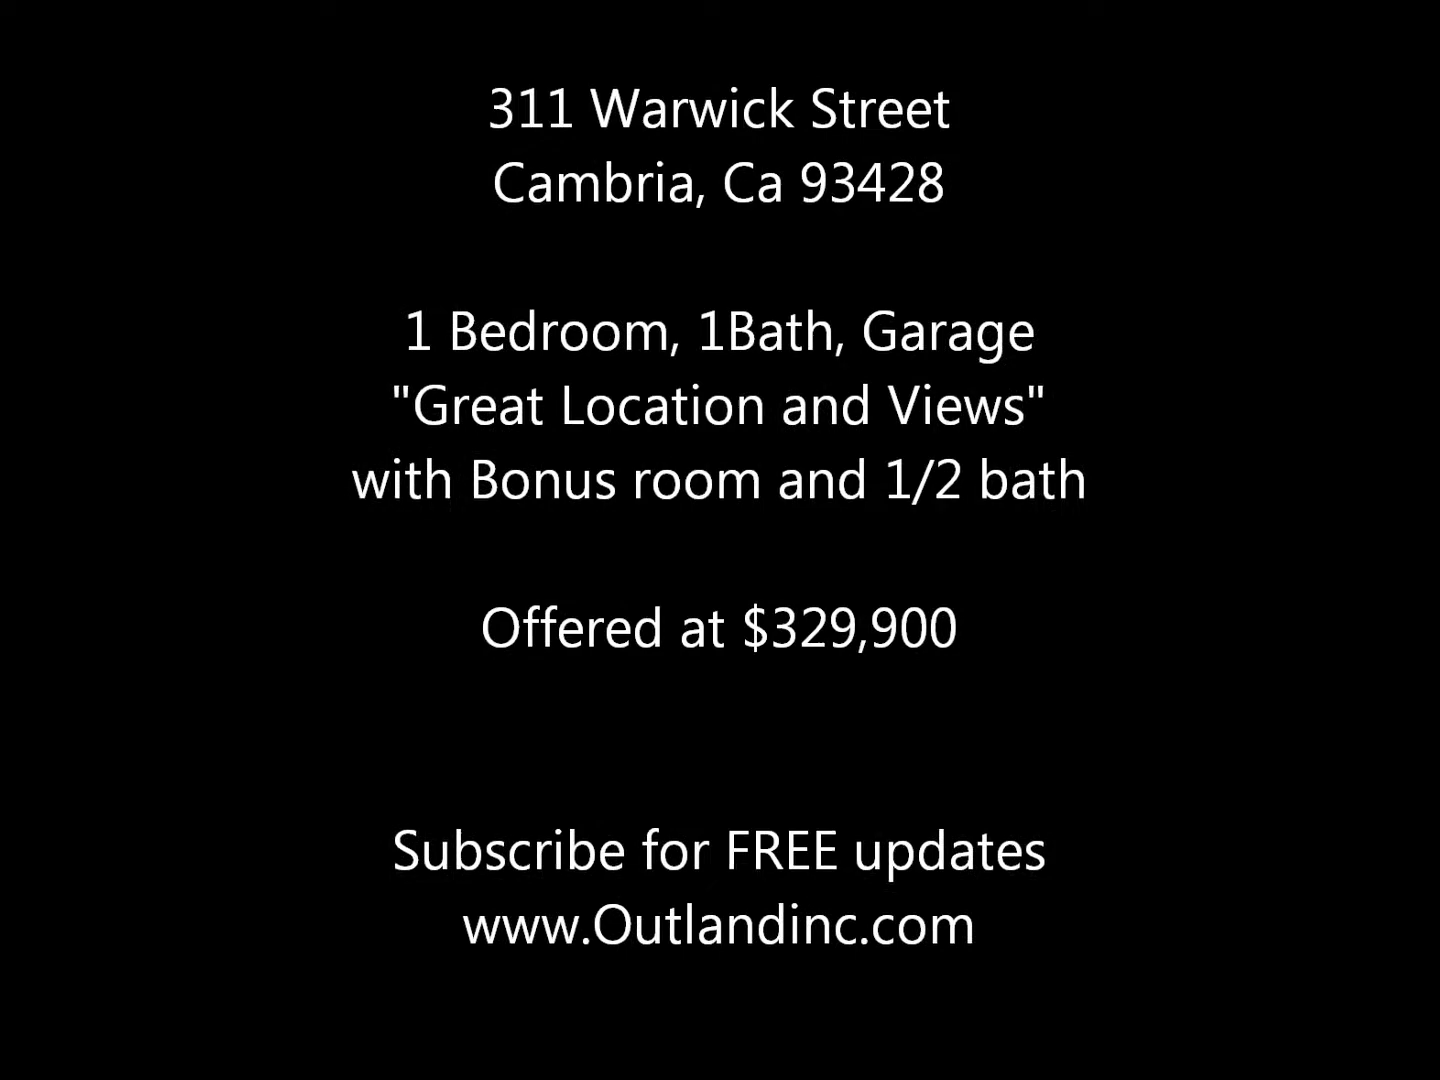 311 Warwick Street
Cambria, Ca 93428
1 Bedroom, 1Bath, Garage
"Great Location and Views"
with Bonus room and 1/2 bath
Offered at $329,900
Subscribe for FREE updates
www.Outlandinc.com